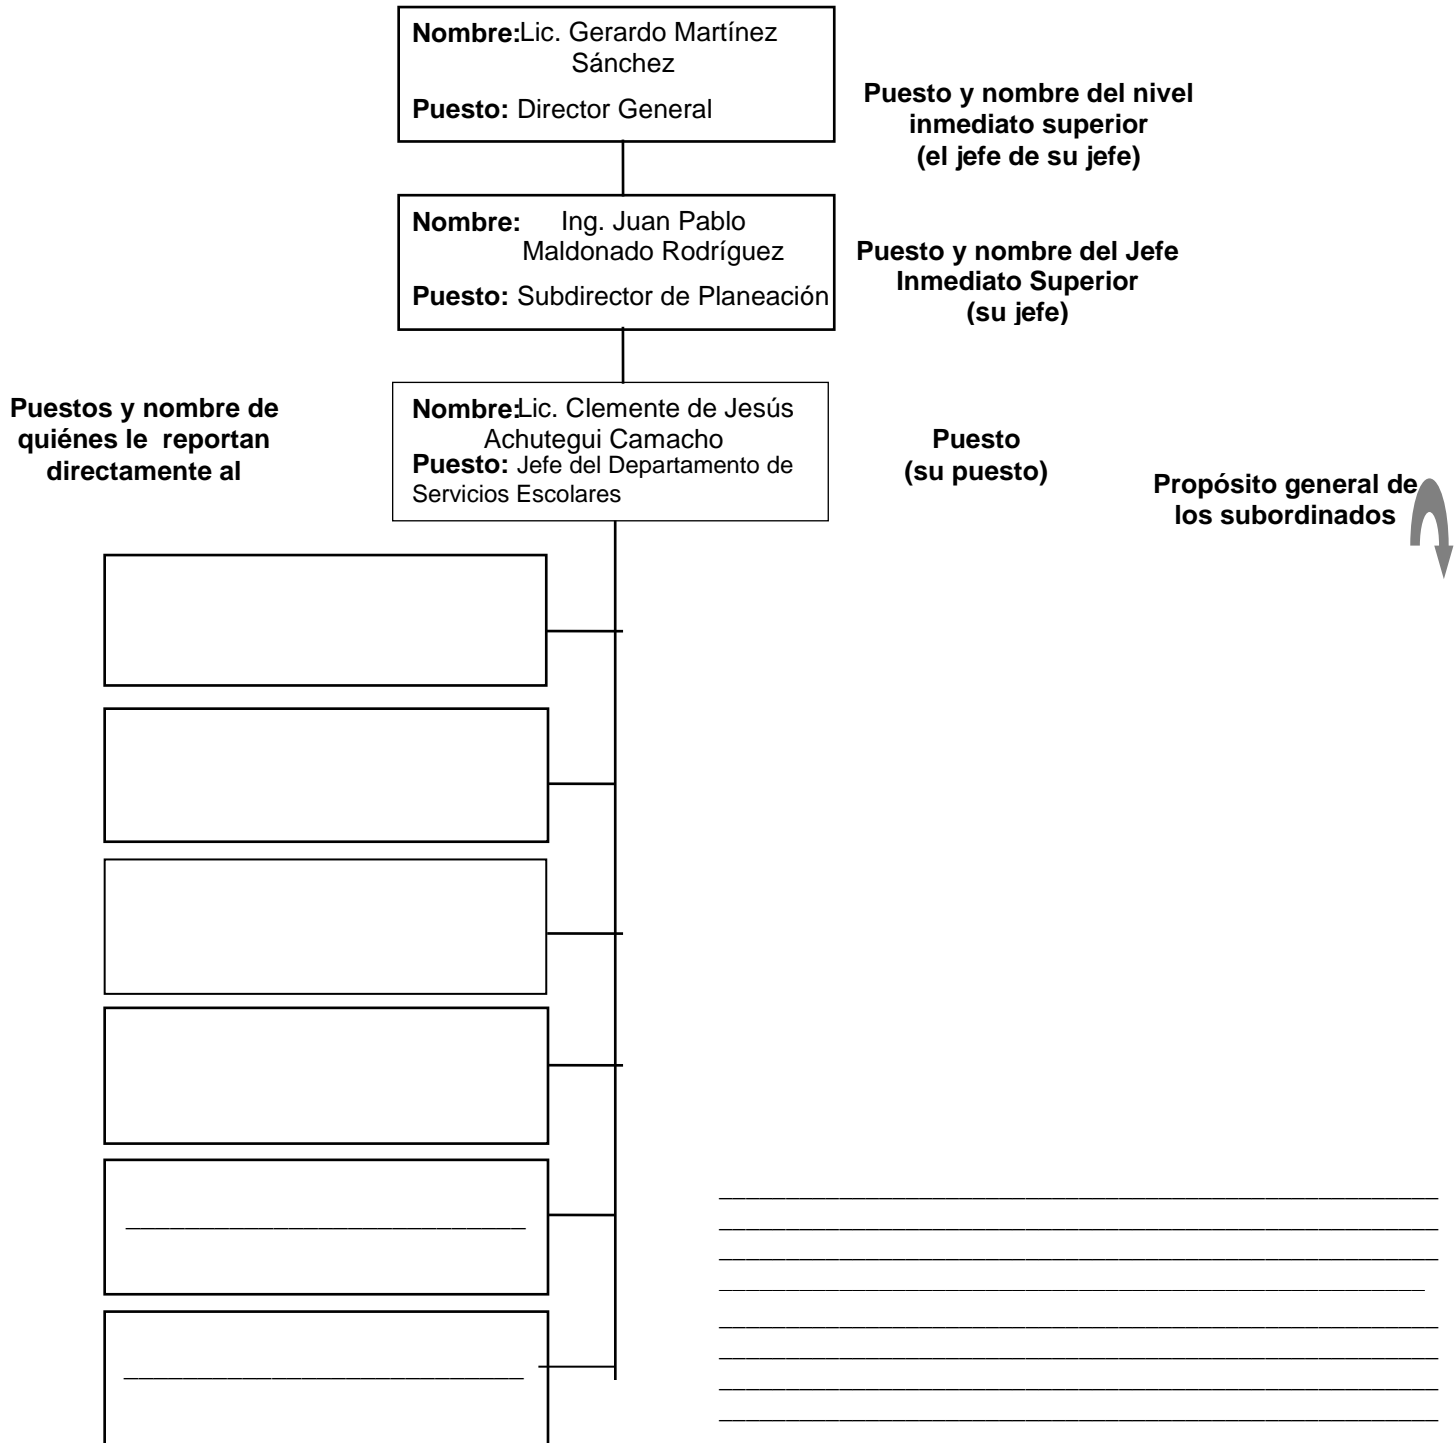 Nombre:Lic. Gerardo Martínez
Sánchez
Puesto: Director General
Puesto y nombre del nivel
inmediato superior
(el jefe de su jefe)
Nombre: Ing. Juan Pablo
Maldonado Rodríguez
Puesto: Subdirector de Planeación
Puesto y nombre del Jefe
Inmediato Superior
(su jefe)
Puestos y nombre de
quiénes le reportan
directamente al
Nombre:Lic. Clemente de Jesús
Achutegui Camacho
Puesto: Jefe del Departamento de
Servicios Escolares
Puesto
(su puesto)
Propósito general de
los subordinados